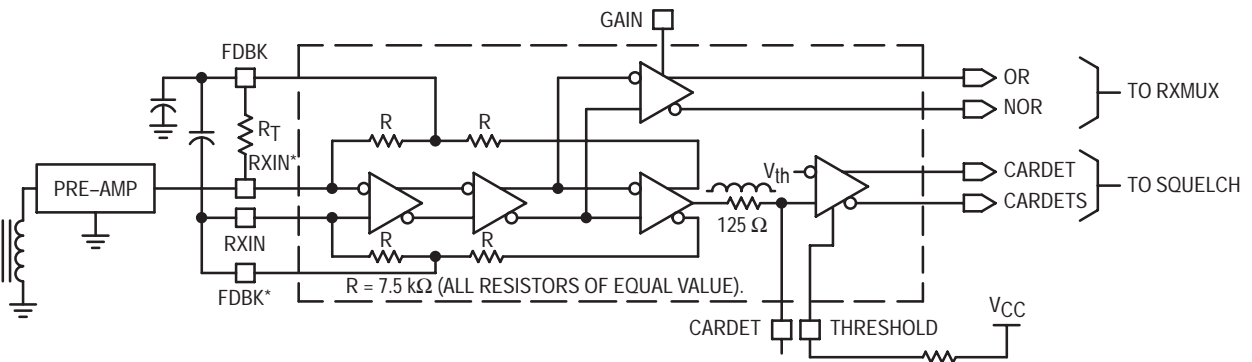 GAIN
FDBK
OR
NOR
TO RXMUX
R
R
RT
RXIN*
PRE–AMP
Vth
CARDET
CARDETS
TO SQUELCH
125 Ω
RXIN
R
R
FDBK*
R = 7.5 kΩ (ALL RESISTORS OF EQUAL VALUE).
CARDET
THRESHOLD
VCC